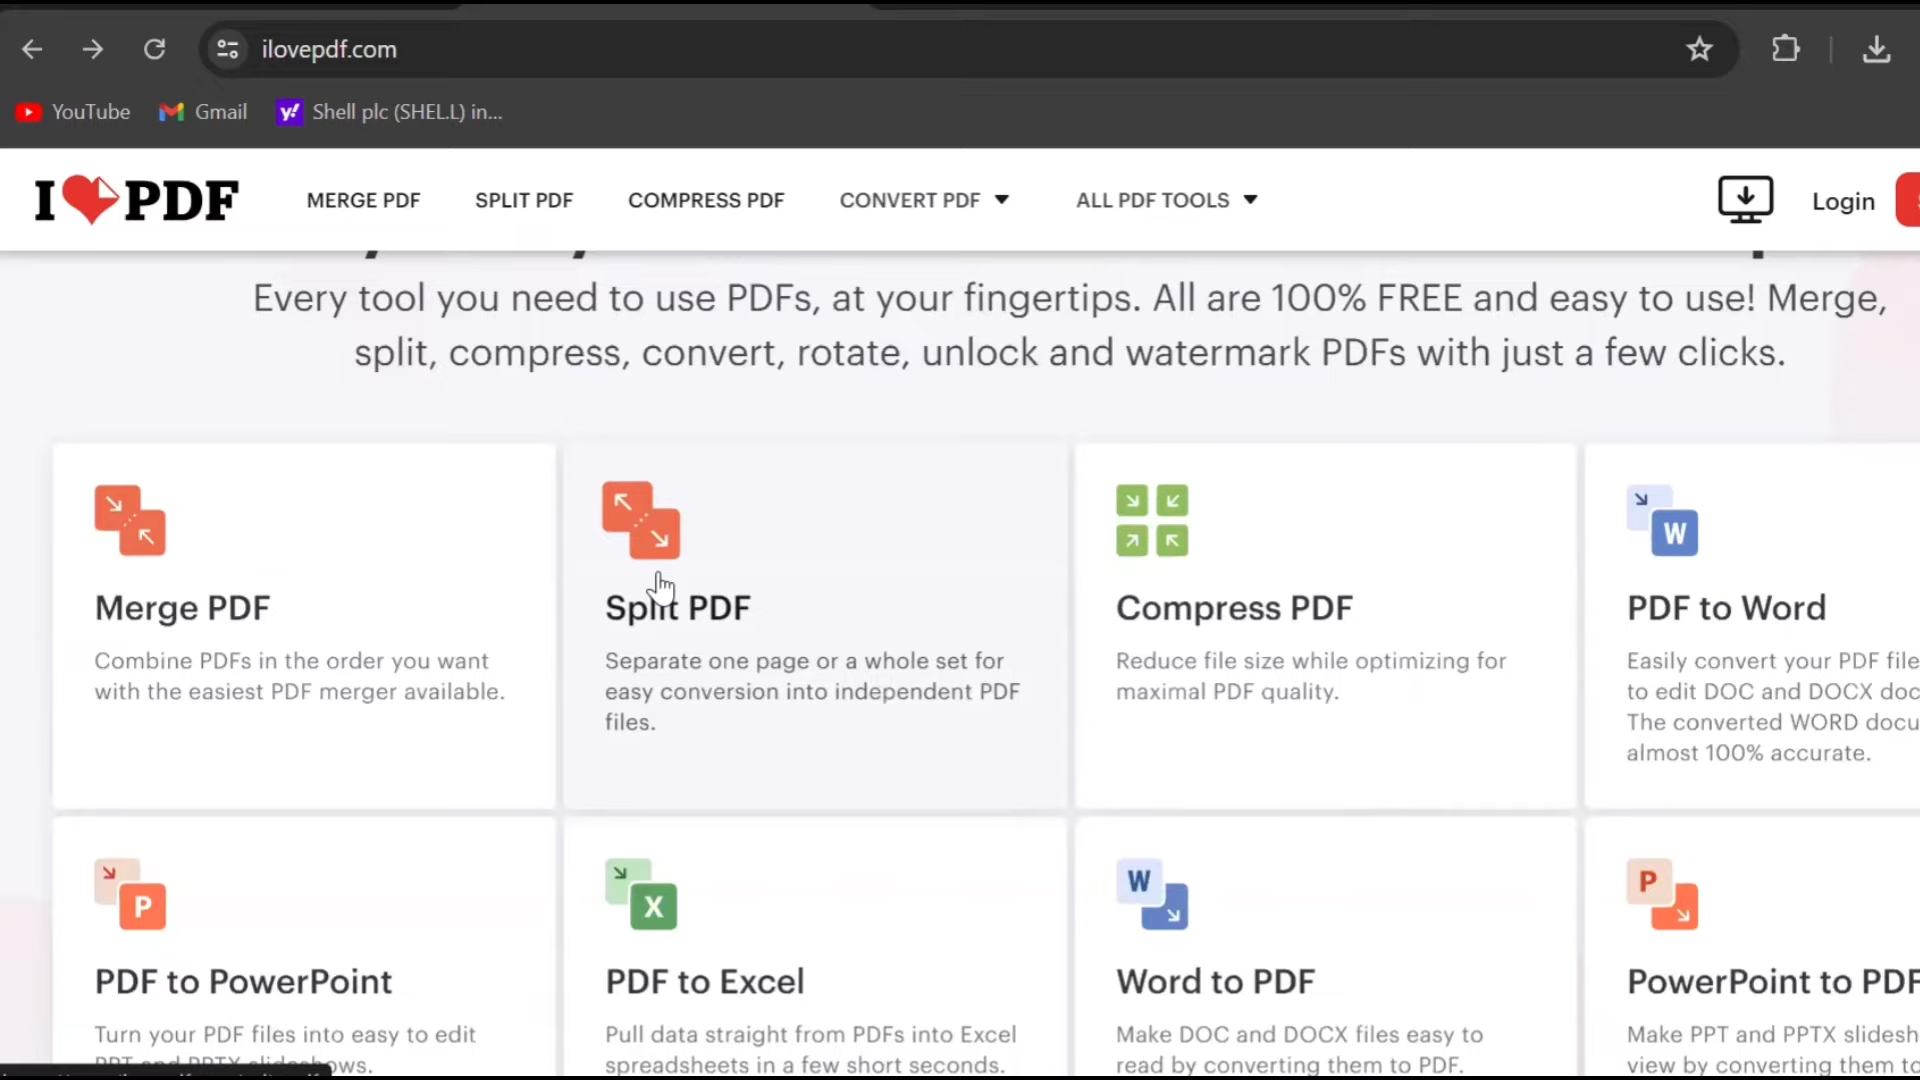 ilovepdf.com
YouTube Gmail y! Shell plc (SHEL.L) in...
I PDF MERGE PDF SPLIT PDF COMPRESS PDF CONVERT PDF ALL PDF TOOLS Login
Every tool you need to use PDFs, at your fingertips. All are 100% FREE and easy to use! Merge,
split, compress, convert, rotate, unlock and watermark PDFs with just a few clicks.
Merge PDF
Combine PDFs in the order you want
with the easiest PDF merger available.
Split PDF
Separate one page or a whole set for
easy conversion into independent PDF
files.
Compress PDF
Reduce file size while optimizing for
maximal PDF quality.
W
PDF to Word
Easily convert your PDF file
to edit DOC and DOCX doc
The converted WORD docu
almost 100% accurate.
P
PDF to PowerPoint
Turn your PDF files into easy to edit
PPT and PPTX slideshows.
X
PDF to Excel
Pull data straight from PDFs into Excel
spreadsheets in a few short seconds.
W
Word to PDF
Make DOC and DOCX files easy to
read by converting them to PDF.
P
PowerPoint to PDF
Make PPT and PPTX slidesh
view by converting them to